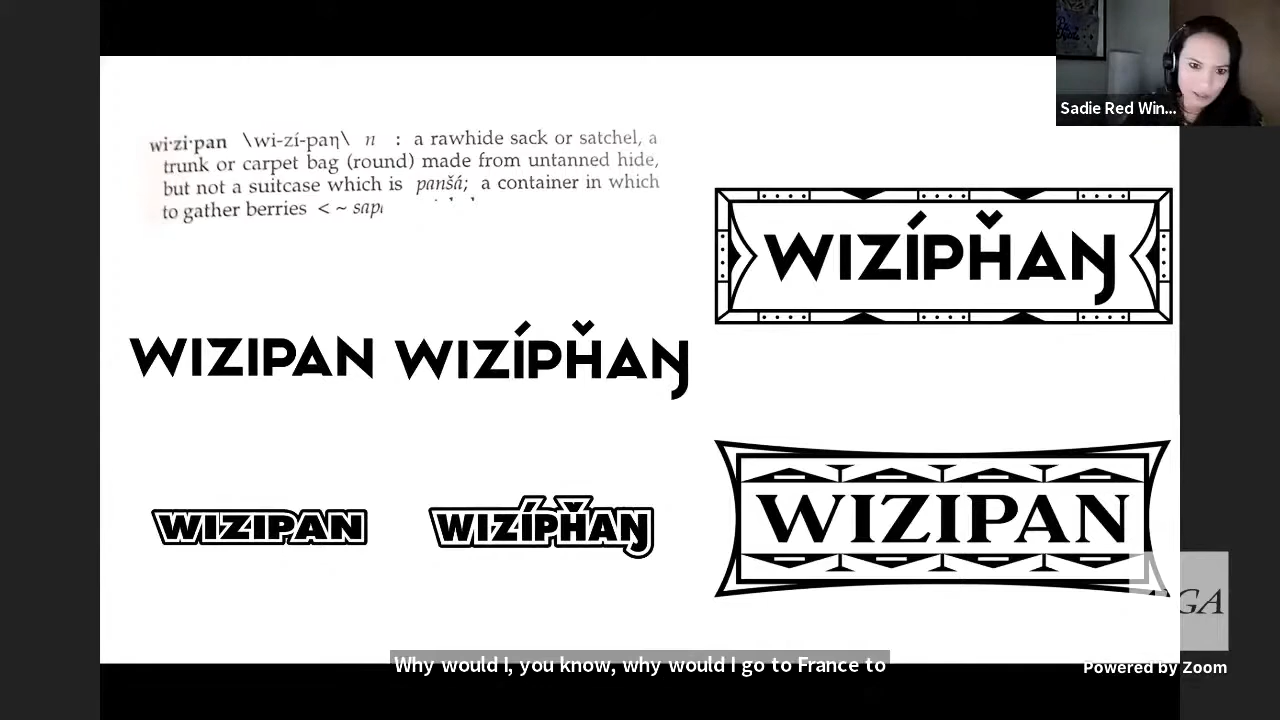 Sadie Red Win...
wi·zi·pan \wi-zí-paŋ\ n : a rawhide sack or satchel, a
trunk or carpet bag (round) made from untanned hide,
but not a suitcase which is panšá; a container in which
to gather berries < ~
WIZÍPȞAŊ
WIZIPAN WIZÍPȞAŊ
WIZIPAN WIZÍPȞAŊ
WIZIPAN
GA
Why would I, you know, why would I go to France to
Powered by Zoom